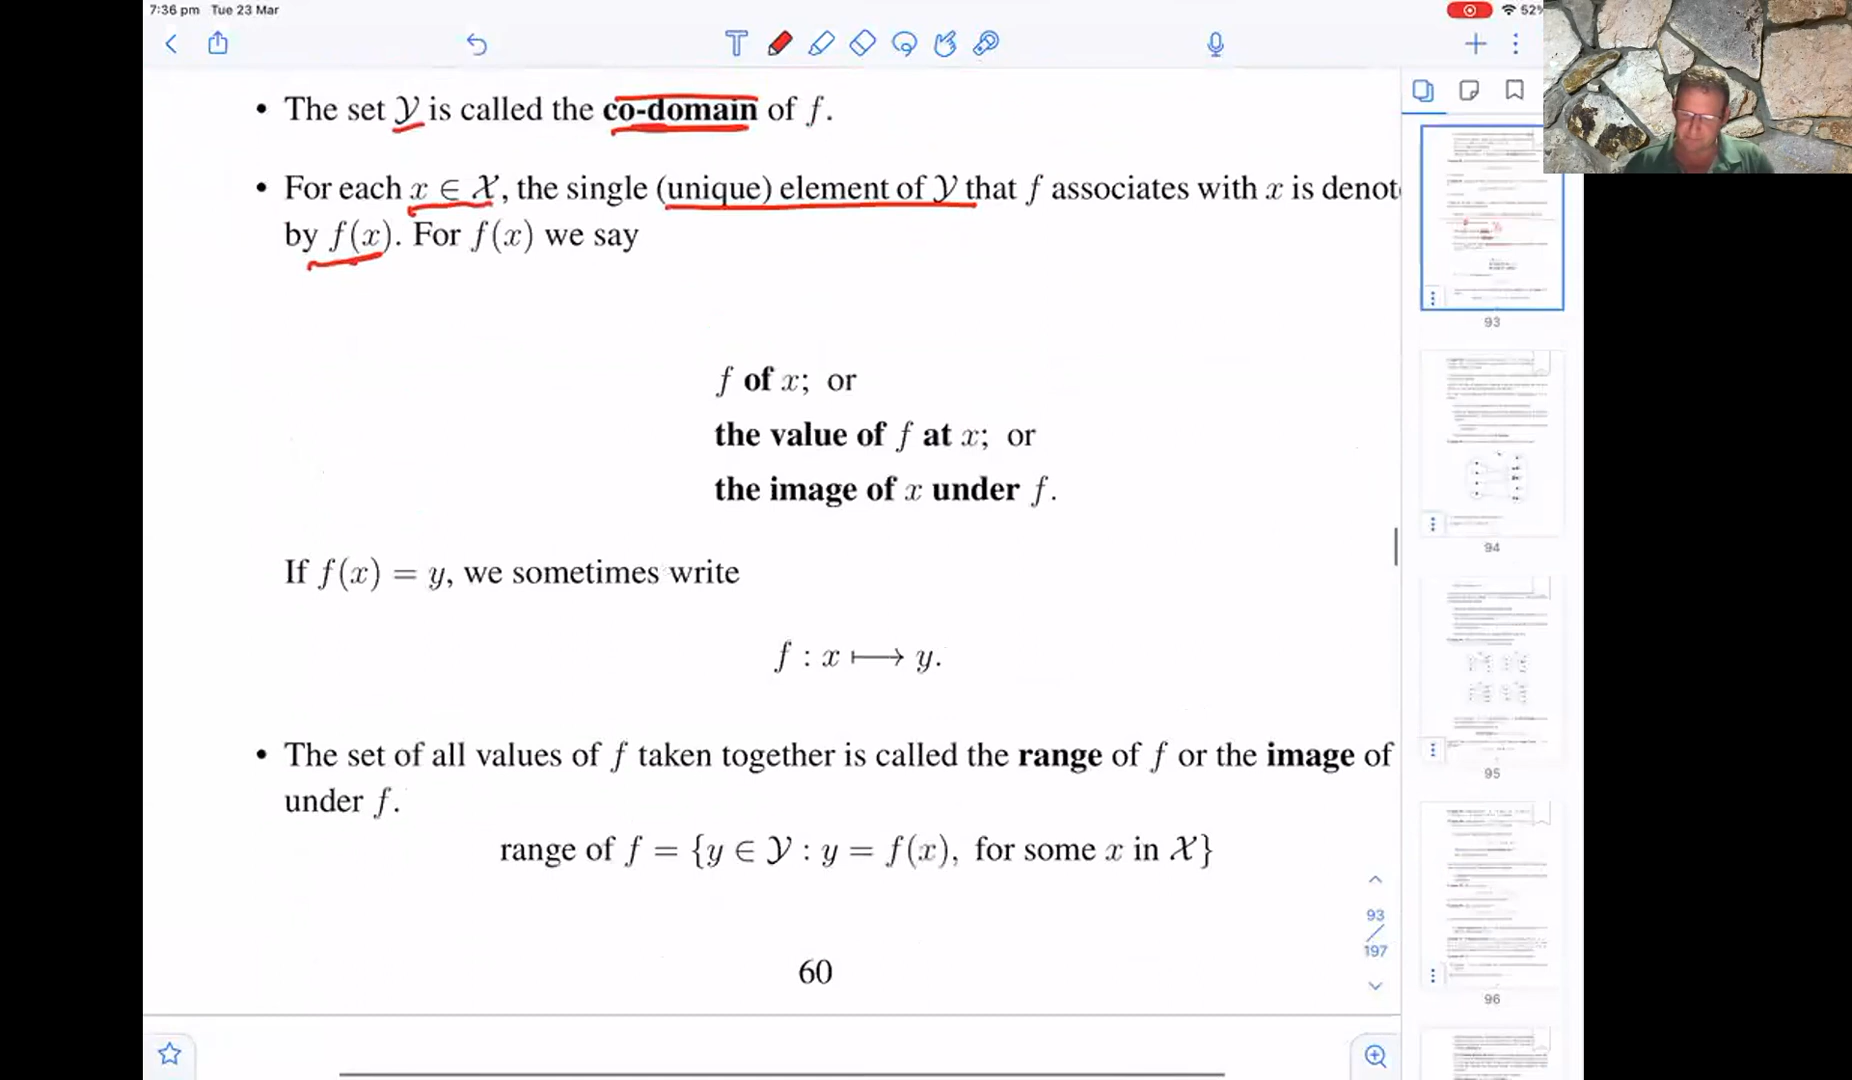 7:36 pm Tue 23 Mar
52%
• The set 𝒴 is called the co-domain of f.
• For each x ∈ 𝒳, the single (unique) element of 𝒴 that f associates with x is denot
by f(x). For f(x) we say
f of x; or
the value of f at x; or
the image of x under f.
If f(x) = y, we sometimes write
f : x ⟼ y.
• The set of all values of f taken together is called the range of f or the image of
under f.
range of f = {y ∈ 𝒴 : y = f(x), for some x in 𝒳}
60
93
/
197
93
94
95
96